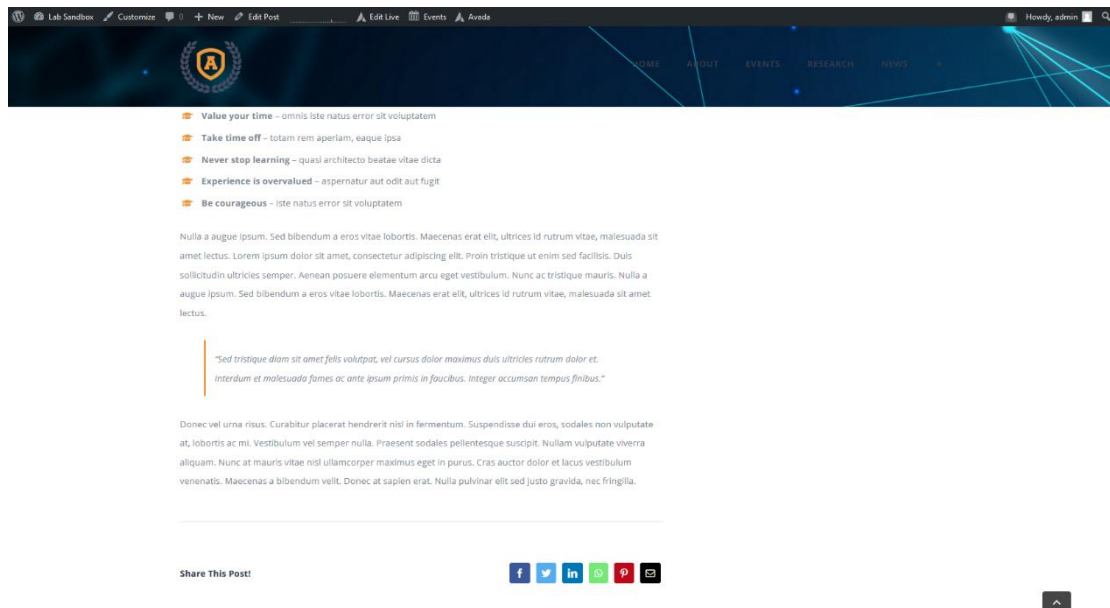 Lab Sandbox Customize 0 + New Edit Post Edit Live Events Avada Howdy, admin
A
HOME ABOUT EVENTS RESEARCH NEWS
Value your time – omnis iste natus error sit voluptatem
Take time off – totam rem aperiam, eaque ipsa
Never stop learning – quasi architecto beatae vitae dicta
Experience is overvalued – aspernatur aut odit aut fugit
Be courageous – iste natus error sit voluptatem
Nulla a augue ipsum. Sed bibendum a eros vitae lobortis. Maecenas erat elit, ultrices id rutrum vitae, malesuada sit
amet lectus. Lorem ipsum dolor sit amet, consectetur adipiscing elit. Proin tristique ut enim sed facilisis. Duis
sollicitudin ultricies semper. Aenean posuere elementum arcu eget vestibulum. Nunc ac tristique mauris. Nulla a
augue ipsum. Sed bibendum a eros vitae lobortis. Maecenas erat elit, ultrices id rutrum vitae, malesuada sit amet
lectus.
"Sed tristique diam sit amet felis volutpat, vel cursus dolor maximus duis ultricies rutrum dolor et.
Interdum et malesuada fames ac ante ipsum primis in faucibus. Integer accumsan tempus finibus."
Donec vel urna risus. Curabitur placerat hendrerit nisl in fermentum. Suspendisse dui eros, sodales non vulputate
at, lobortis ac mi. Vestibulum vel semper nulla. Praesent sodales pellentesque suscipit. Nullam vulputate viverra
aliquam. Nunc at mauris vitae nisl ullamcorper maximus eget in purus. Cras auctor dolor et lacus vestibulum
venenatis. Maecenas a bibendum velit. Donec at sapien erat. Nulla pulvinar elit sed justo gravida, nec fringilla.
Share This Post!